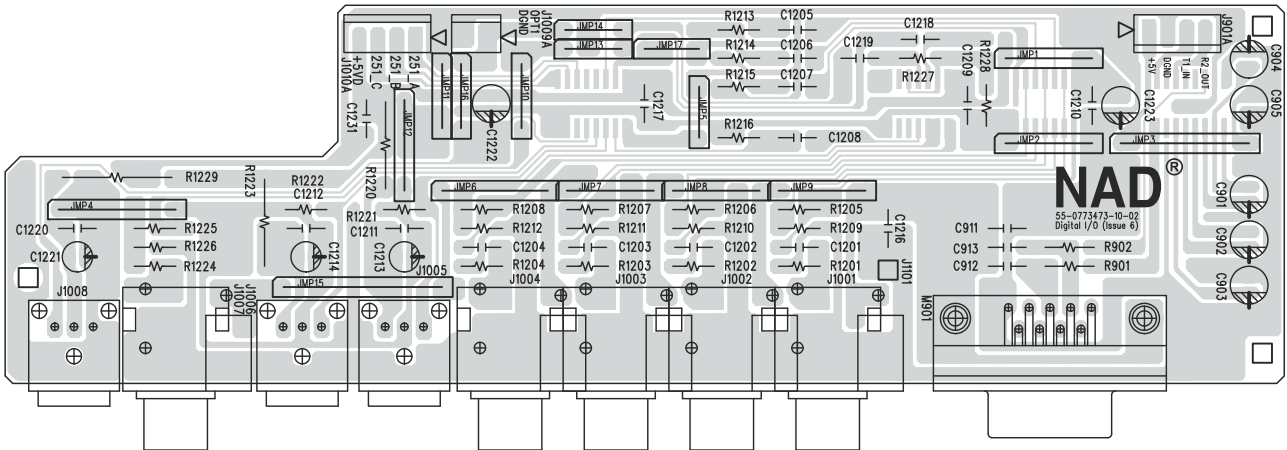 J1010A
+5VD
251_C
251_B
251_A
JMP11
JMP16
J1009A
OPT1
DGND
JMP10
JMP14
JMP13
JMP17
R1213
C1205
R1214
C1206
R1215
C1207
R1216
C1208
JMP5
C1217
C1219
C1218
R1227
C1209
R1228
JMP1
C1210
C1223
JMP2
JMP3
J901A
+5V
DGND
T1_IN
R2_OUT
C904
C905
C1231
JMP12
C1222
R1220
R1229
R1223
R1222
C1212
R1221
C1211
JMP4
C1220
C1221
R1225
R1226
R1224
C1214
C1213
J1005
JMP15
JMP6
JMP7
JMP8
JMP9
R1208
R1207
R1206
R1205
R1212
R1211
R1210
R1209
C1204
C1203
C1202
C1201
R1204
R1203
R1202
R1201
J1004
J1003
J1002
J1001
C1216
J1101
NAD®
55-0773473-10-02
Digital I/O (Issue 6)
C911
C913
C912
R902
R901
C901
C902
C903
J1008
J1006
J1007
M901